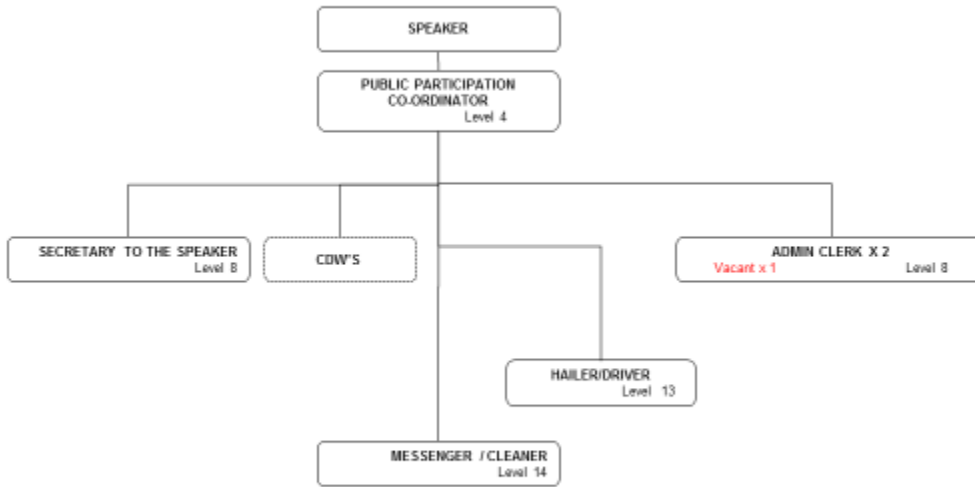 SPEAKER
PUBLIC PARTICIPATION
CO-ORDINATOR
Level 4
SECRETARY TO THE SPEAKER
Level 8
CDW'S
ADMIN CLERK X 2
Vacant x 1 Level 8
HAILER/DRIVER
Level 13
MESSENGER / CLEANER
Level 14